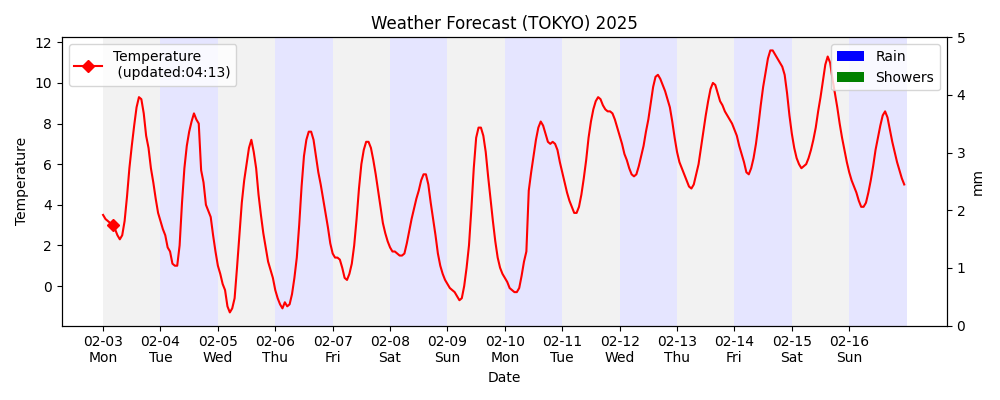 Weather Forecast (TOKYO) 2025
Temperature
(updated:04:13)
Rain
Showers
12
10
8
6
4
2
0
Temperature
5
4
3
2
1
0
mm
02-03 02-04 02-05 02-06 02-07 02-08 02-09 02-10 02-11 02-12 02-13 02-14 02-15 02-16
Mon Tue Wed Thu Fri Sat Sun Mon Tue Wed Thu Fri Sat Sun
Date